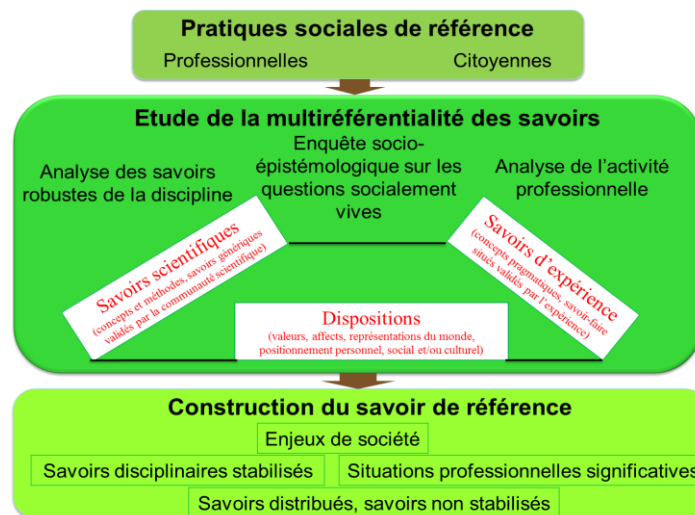 Pratiques sociales de référence
Professionnelles Citoyennes
Etude de la multiréférentialité des savoirs
Analyse des savoirs
robustes de la discipline
Enquête socio-
épistémologique sur les
questions socialement
vives
Analyse de l'activité
professionnelle
Savoirs scientifiques
(concepts et méthodes, savoirs génériques
validés par la communauté scientifique)
Dispositions
(valeurs, affects, représentations du monde,
positionnement personnel, social et/ou culturel)
Savoirs d'expérience
(concepts pragmatiques, savoir-faire
situés validés par l'expérience)
Construction du savoir de référence
Enjeux de société
Savoirs disciplinaires stabilisés
Situations professionnelles significatives
Savoirs distribués, savoirs non stabilisés